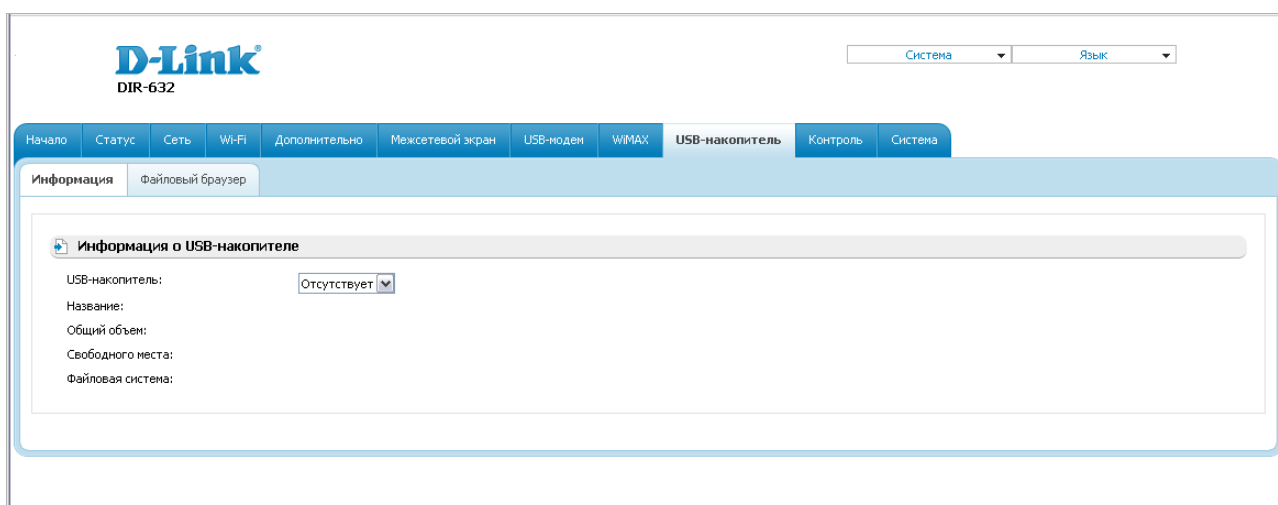 D-Link®
DIR-632
Система Язык
Начало Статус Сеть Wi-Fi Дополнительно Межсетевой экран USB-модем WiMAX USB-накопитель Контроль Система
Информация Файловый браузер
Информация о USB-накопителе
USB-накопитель: Отсутствует
Название:
Общий объем:
Свободного места:
Файловая система: